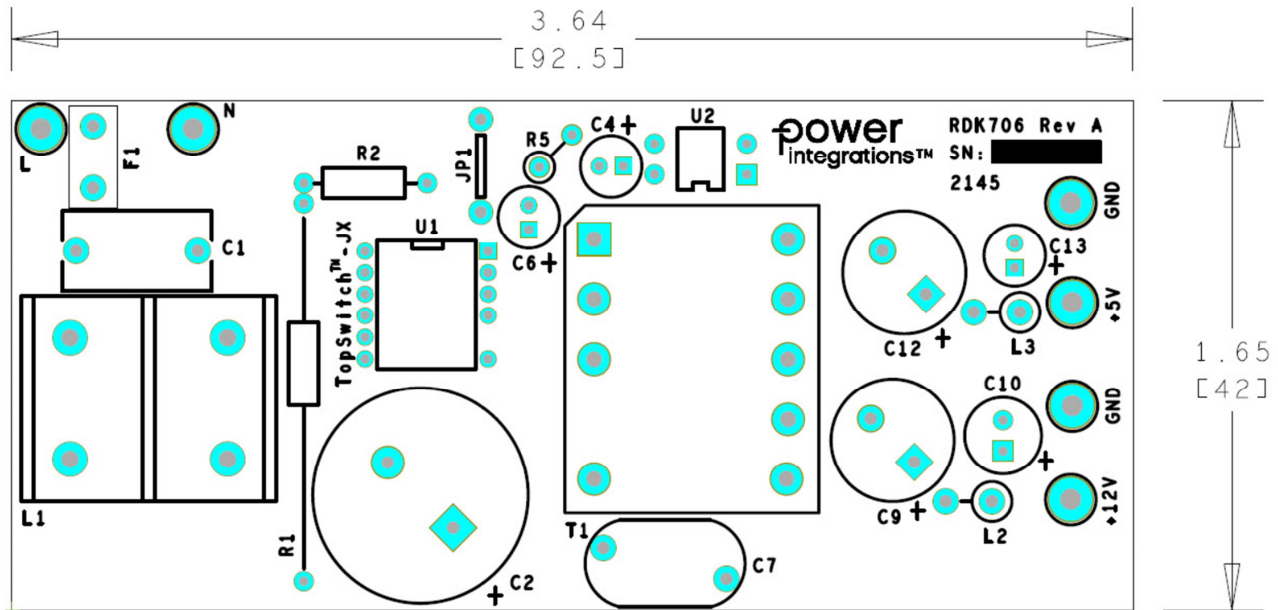 3.64
[92.5]
L
F1
N
R2
JP1
R5
C4+
U2
power
integrations™
RDK706 Rev A
SN:
2145
GND
C1
U1
TopSwitch™-JX
C6+
C13
+
+5V
C12
+
L3
1.65
[42]
C10
+
GND
L1
R1
C2
+
T1
C7
C9
+
L2
+12V